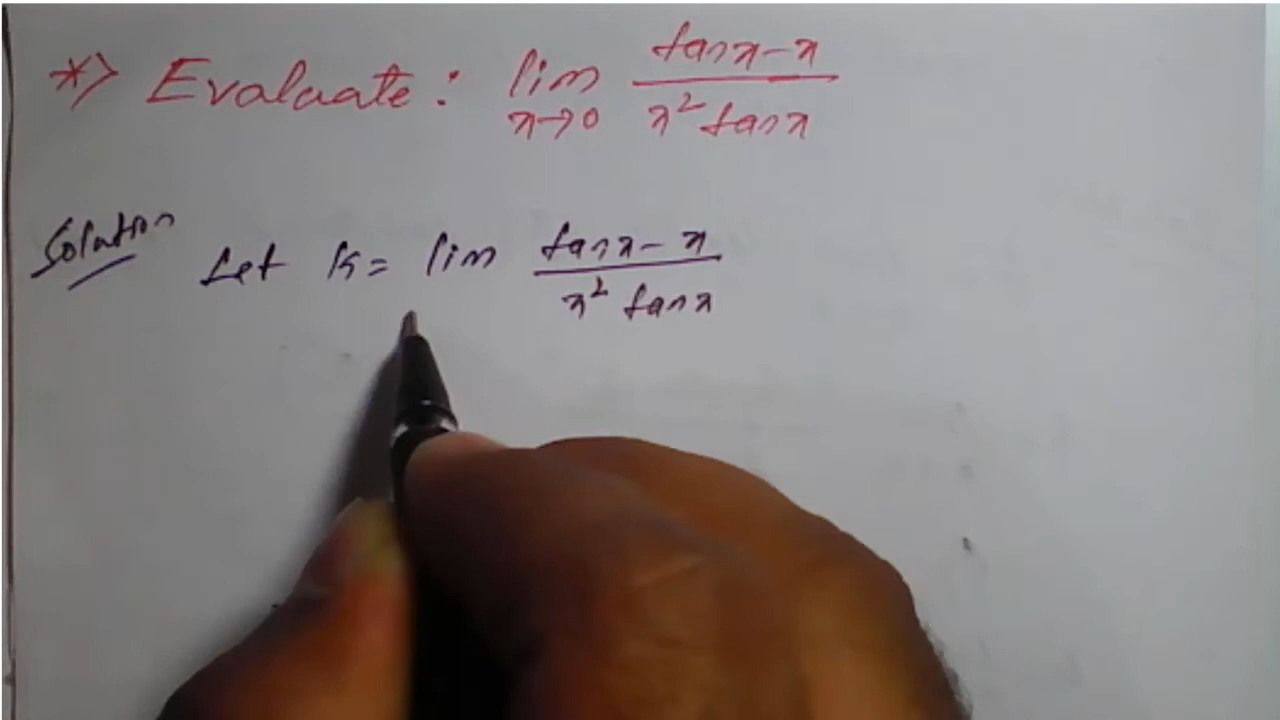 *> Evaluate: lim x→0 (tanx - x)/(x² tanx)
Solution Let K = lim (tanx - x)/(x² tanx)